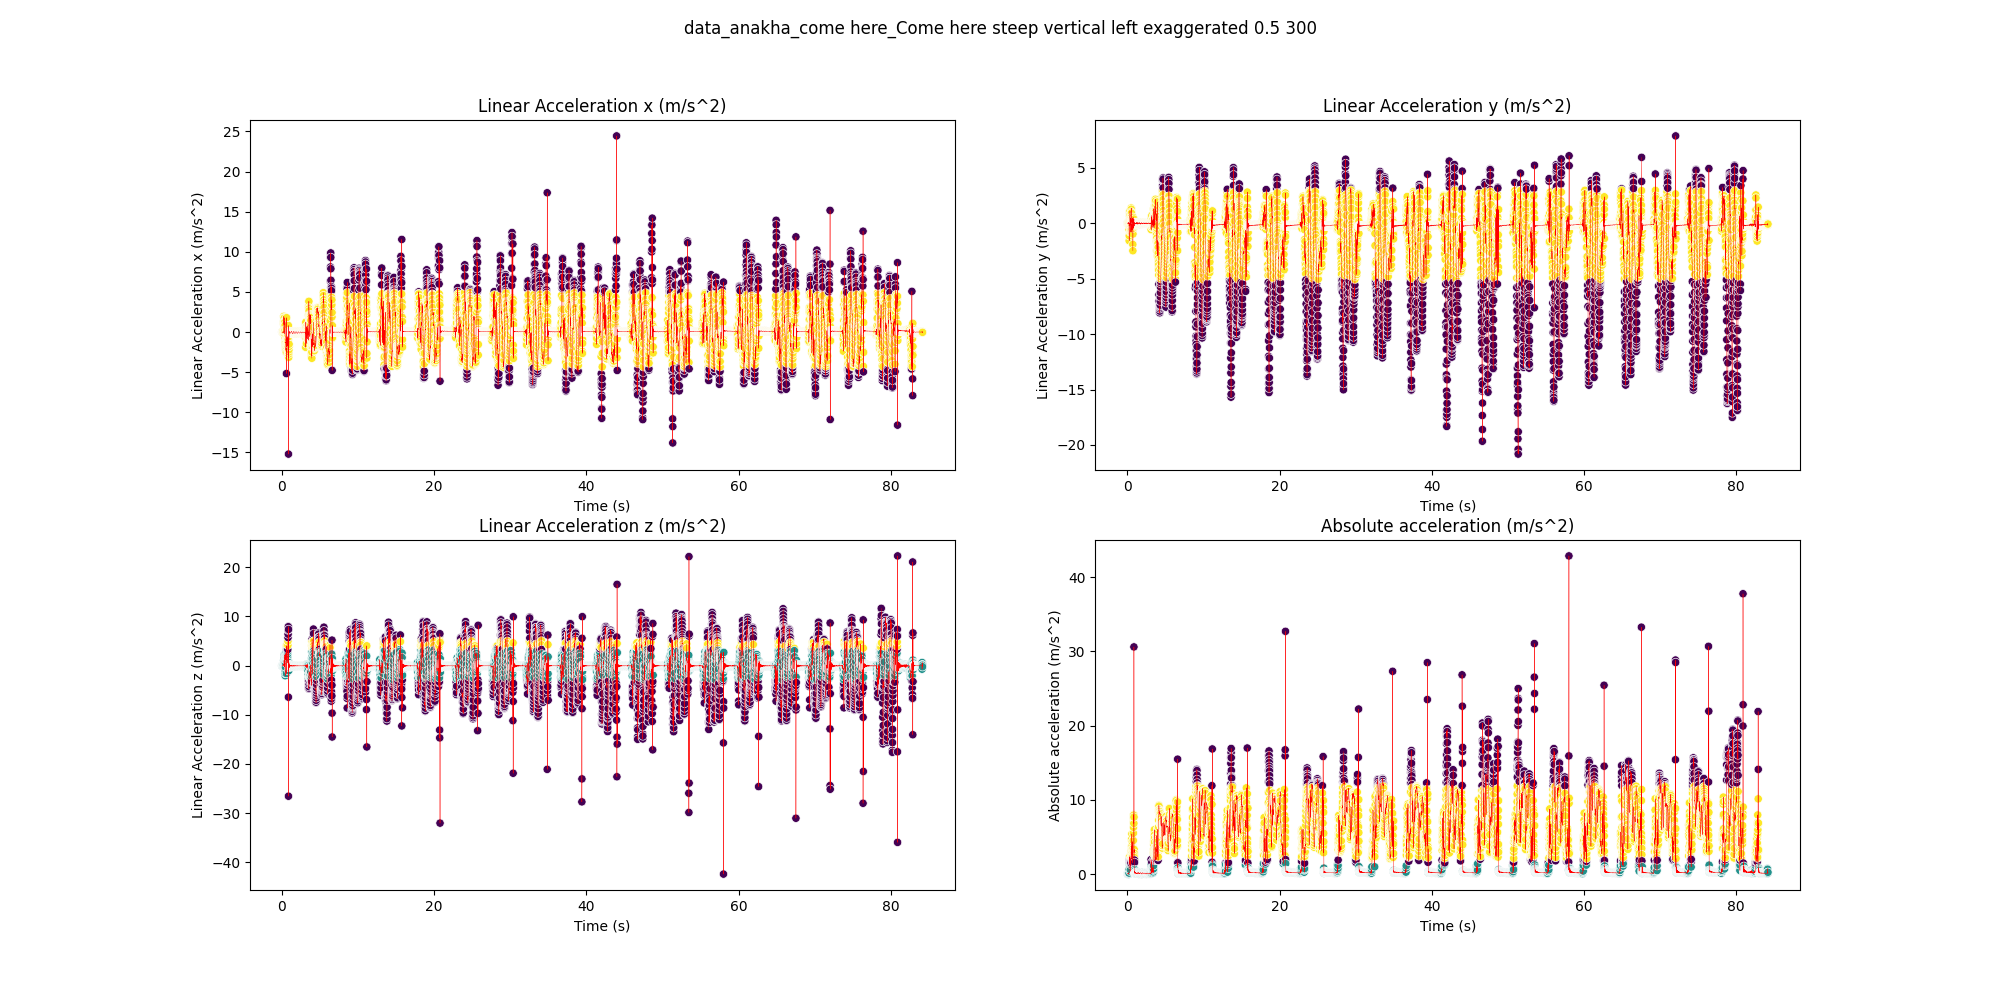 data_anakha_come here_Come here steep vertical left exaggerated 0.5 300
Linear Acceleration x (m/s^2)
Linear Acceleration x (m/s^2)
25
20
15
10
5
0
−5
−10
−15
0 20 40 60 80
Time (s)
Linear Acceleration y (m/s^2)
Linear Acceleration y (m/s^2)
5
0
−5
−10
−15
−20
0 20 40 60 80
Time (s)
Linear Acceleration z (m/s^2)
Linear Acceleration z (m/s^2)
20
10
0
−10
−20
−30
−40
0 20 40 60 80
Time (s)
Absolute acceleration (m/s^2)
Absolute acceleration (m/s^2)
40
30
20
10
0
0 20 40 60 80
Time (s)